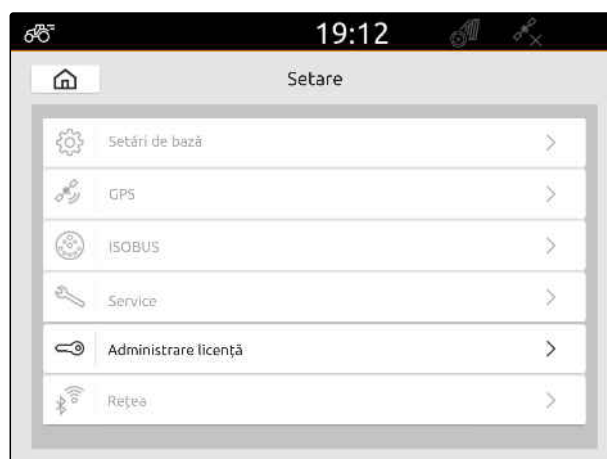 19:12
Setare
Setări de bază
GPS
ISOBUS
Service
Administrare licență
Rețea